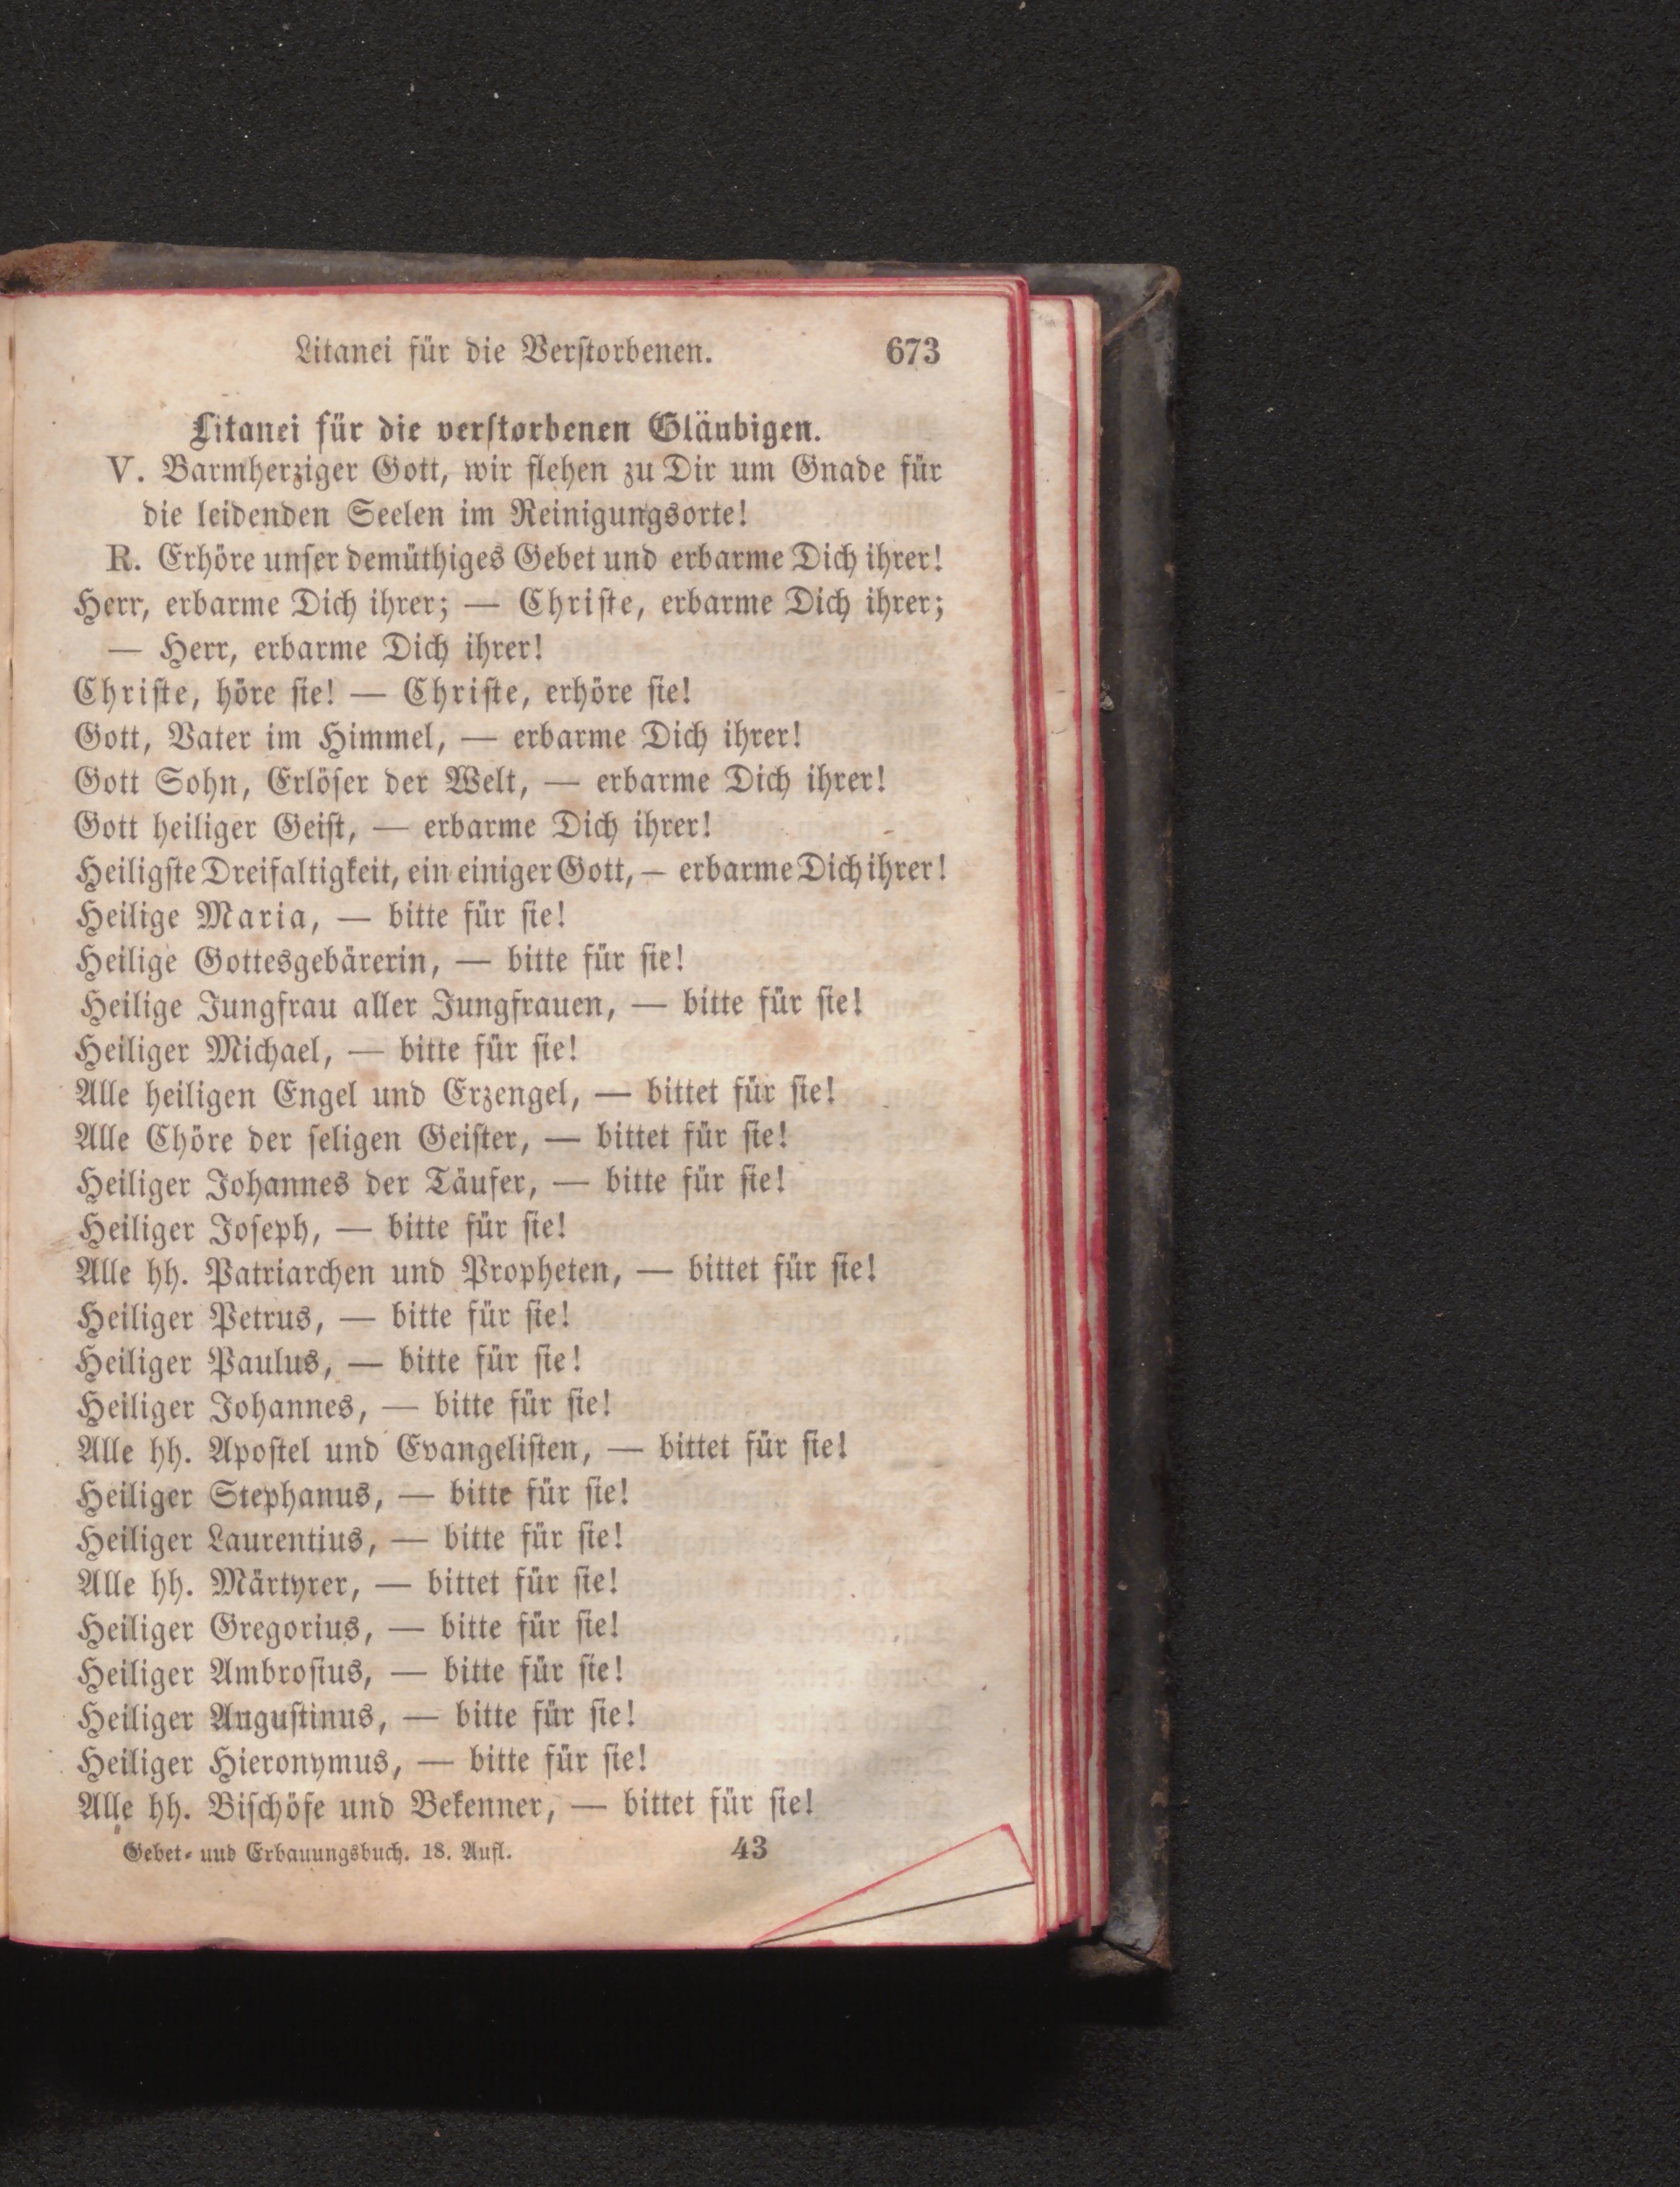 Litanei für die Verstorbenen. 673
Litanei für die verstorbenen Gläubigen.
V. Barmherziger Gott, wir flehen zu Dir um Gnade für
die leidenden Seelen im Reinigungsorte!
R. Erhöre unser demüthiges Gebet und erbarme Dich ihrer!
Herr, erbarme Dich ihrer; — Christe, erbarme Dich ihrer;
— Herr, erbarme Dich ihrer!
Christe, höre sie! — Christe, erhöre sie!
Gott, Vater im Himmel, — erbarme Dich ihrer!
Gott Sohn, Erlöser der Welt, — erbarme Dich ihrer!
Gott heiliger Geist, — erbarme Dich ihrer!
Heiligste Dreifaltigkeit, ein einiger Gott, — erbarme Dich ihrer!
Heilige Maria, — bitte für sie!
Heilige Gottesgebärerin, — bitte für sie!
Heilige Jungfrau aller Jungfrauen, — bitte für sie!
Heiliger Michael, — bitte für sie!
Alle heiligen Engel und Erzengel, — bittet für sie!
Alle Chöre der seligen Geister, — bittet für sie!
Heiliger Johannes der Täufer, — bitte für sie!
Heiliger Joseph, — bitte für sie!
Alle hh. Patriarchen und Propheten, — bittet für sie!
Heiliger Petrus, — bitte für sie!
Heiliger Paulus, — bitte für sie!
Heiliger Johannes, — bitte für sie!
Alle hh. Apostel und Evangelisten, — bittet für sie!
Heiliger Stephanus, — bitte für sie!
Heiliger Laurentius, — bitte für sie!
Alle hh. Märtyrer, — bittet für sie!
Heiliger Gregorius, — bitte für sie!
Heiliger Ambrosius, — bitte für sie!
Heiliger Augustinus, — bitte für sie!
Heiliger Hieronymus, — bitte für sie!
Alle hh. Bischöfe und Bekenner, — bittet für sie!
Gebet- und Erbauungsbuch. 18. Aufl. 43